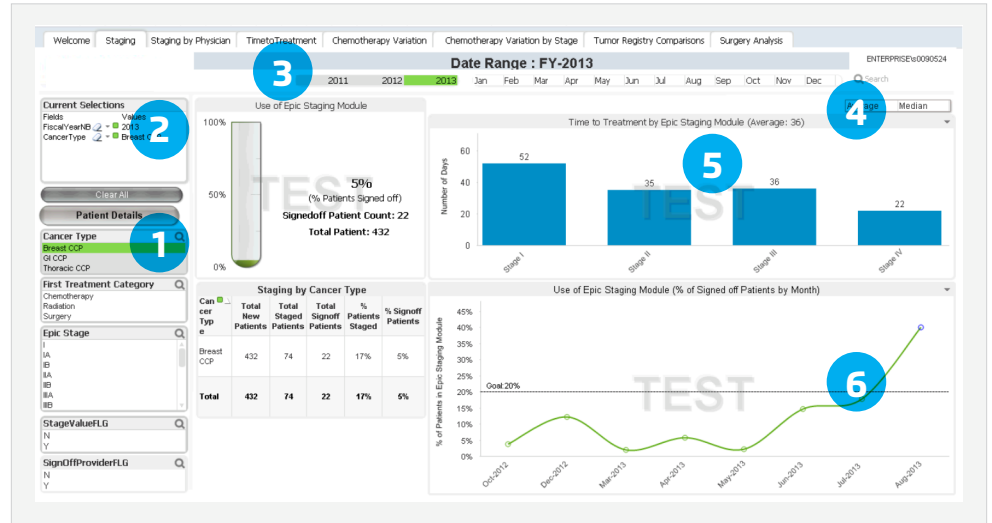 Welcome Staging Staging by Physician TimetoTreatment Chemotherapy Variation Chemotherapy Variation by Stage Tumor Registry Comparisons Surgery Analysis
Date Range : FY-2013
ENTERPRISE\s0090524
3
2011 2012 2013 Jan Feb Mar Apr May Jun Jul Aug Sep Oct Nov Dec
Search
Current Selections
Fields Values
FiscalYearNB 2013
CancerType Breast C
2
Clear All
Patient Details
Cancer Type
Breast CCP
GI CCP
Thoracic CCP
1
First Treatment Category
Chemotherapy
Radiation
Surgery
Epic Stage
I
IA
IB
IIA
IIB
IIIA
IIIB
StageValueFLG
N
Y
SignOffProviderFLG
N
Y
Use of Epic Staging Module
100%
50%
0%
TEST
5%
(% Patients Signed off)
Signedoff Patient Count: 22
Total Patient: 432
Staging by Cancer Type
Can cer Typ e
Total New Patients
Total Staged Patients
Total Signoff Patients
% Patients Staged
% Signoff Patients
Breast CCP 432 74 22 17% 5%
Total 432 74 22 17% 5%
Average Median
4
Time to Treatment by Epic Staging Module (Average: 36)
Number of Days
60
40
20
0
52
35
36
22
TEST
5
Stage I Stage II Stage III Stage IV
Use of Epic Staging Module (% of Signed off Patients by Month)
% of Patients in Epic Staging Module
45%
40%
35%
30%
25%
20%
15%
10%
5%
0%
Goal:20%
TEST
6
Oct-2012 Dec-2012 Mar-2013 Apr-2013 May-2013 Jun-2013 Jul-2013 Aug-2013